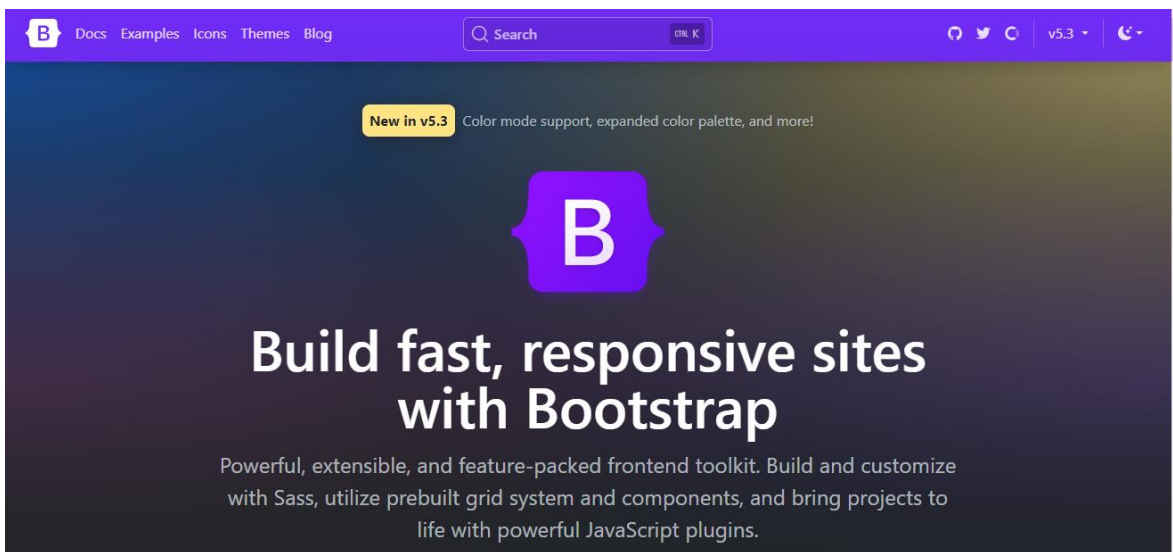 B Docs Examples Icons Themes Blog Search CTRL K v5.3
New in v5.3 Color mode support, expanded color palette, and more!
B
Build fast, responsive sites
with Bootstrap
Powerful, extensible, and feature-packed frontend toolkit. Build and customize
with Sass, utilize prebuilt grid system and components, and bring projects to
life with powerful JavaScript plugins.